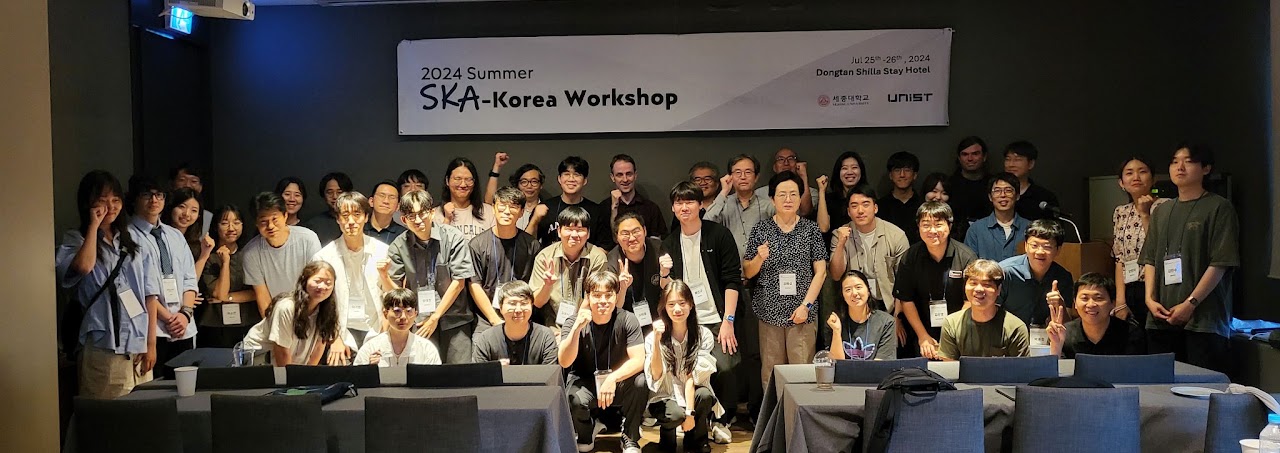 2024 Summer
SKA-Korea Workshop
Jul 25th -26th, 2024
Dongtan Shilla Stay Hotel
세종대학교
UNIST